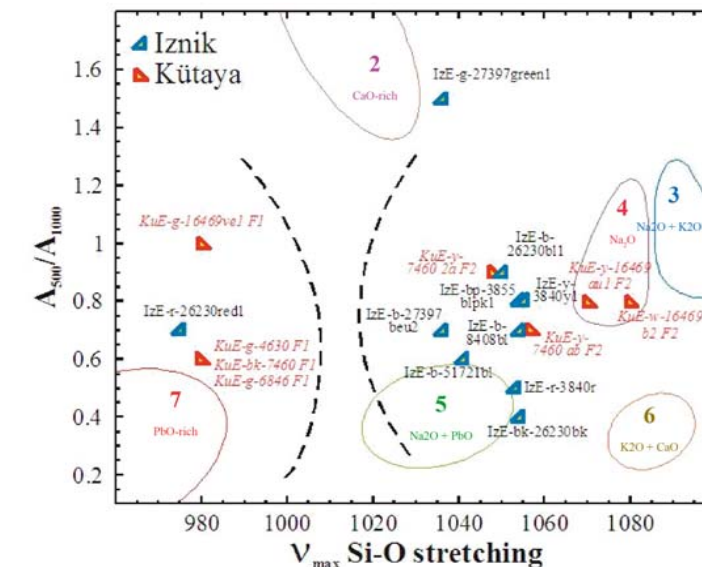 Iznik
Kütaya
2
CaO-rich
IzE-g-27397green1
3
Na2O + K2O
4
Na₂O
KuE-g-16469ve1 F1
KuE-y-
7460 2a F2
IzE-b-
26230bl1
KuE-y-16469
au1 F2
IzE-bp-3855
blpk1
IzE-y-
3840y1
KuE-w-16469
b2 F2
IzE-r-26230red1
IzE-b-27397
beu2
IzE-b-
8408bl
KuE-y-
7460 ab F2
KuE-g-4630 F1
KuE-bk-7460 F1
KuE-g-6846 F1
IzE-b-51721bl
IzE-r-3840r
IzE-bk-26230bk
7
PbO-rich
5
Na2O + PbO
6
K2O + CaO
1.6
1.4
1.2
1
0.8
0.6
0.4
0.2
A₅₀₀/A₁₀₀₀
980
1000
1020
1040
1060
1080
νmax Si-O stretching